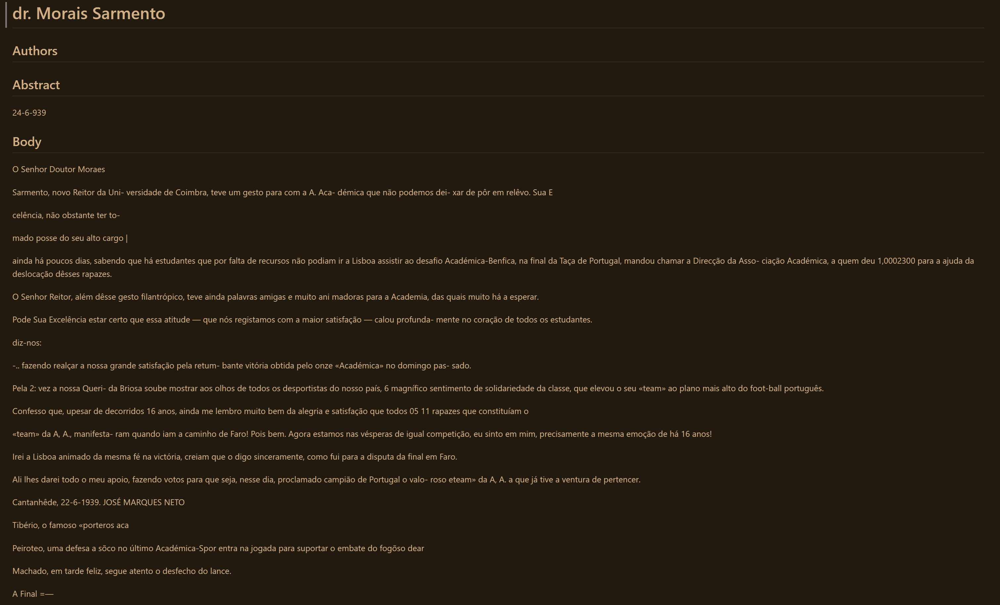 dr. Morais Sarmento
Authors
Abstract
24-6-939
Body
O Senhor Doutor Moraes
Sarmento, novo Reitor da Uni- versidade de Coimbra, teve um gesto para com a A. Aca- démica que não podemos dei- xar de pôr em relêvo. Sua E
celência, não obstante ter to-
mado posse do seu alto cargo |
ainda há poucos dias, sabendo que há estudantes que por falta de recursos não podiam ir a Lisboa assistir ao desafio Académica-Benfica, na final da Taça de Portugal, mandou chamar a Direcção da Asso- ciação Académica, a quem deu 1,0002300 para a ajuda da
deslocação dêsses rapazes.
O Senhor Reitor, além dêsse gesto filantrópico, teve ainda palavras amigas e muito ani madoras para a Academia, das quais muito há a esperar.
Pode Sua Excelência estar certo que essa atitude — que nós registamos com a maior satisfação — calou profunda- mente no coração de todos os estudantes.
diz-nos:
-.. fazendo realçar a nossa grande satisfação pela retum- bante vitória obtida pelo onze «Académica» no domingo pas- sado.
Pela 2: vez a nossa Queri- da Briosa soube mostrar aos olhos de todos os desportistas do nosso país, 6 magnífico sentimento de solidariedade da classe, que elevou o seu «team» ao plano mais alto do foot-ball português.
Confesso que, upesar de decorridos 16 anos, ainda me lembro muito bem da alegria e satisfação que todos 05 11 rapazes que constituíam o
«team» da A, A., manifesta- ram quando iam a caminho de Faro! Pois bem. Agora estamos nas vésperas de igual competição, eu sinto em mim, precisamente a mesma emoção de há 16 anos!
Irei a Lisboa animado da mesma fé na victória, creiam que o digo sinceramente, como fui para a disputa da final em Faro.
Ali lhes darei todo o meu apoio, fazendo votos para que seja, nesse dia, proclamado campião de Portugal o valo- roso eteam» da A, A. a que já tive a ventura de pertencer.
Cantanhêde, 22-6-1939. JOSÉ MARQUES NETO
Tibério, o famoso «porteros aca
Peiroteo, uma defesa a sõco no último Académica-Spor entra na jogada para suportar o embate do fogõso dear
Machado, em tarde feliz, segue atento o desfecho do lance.
A Final =—